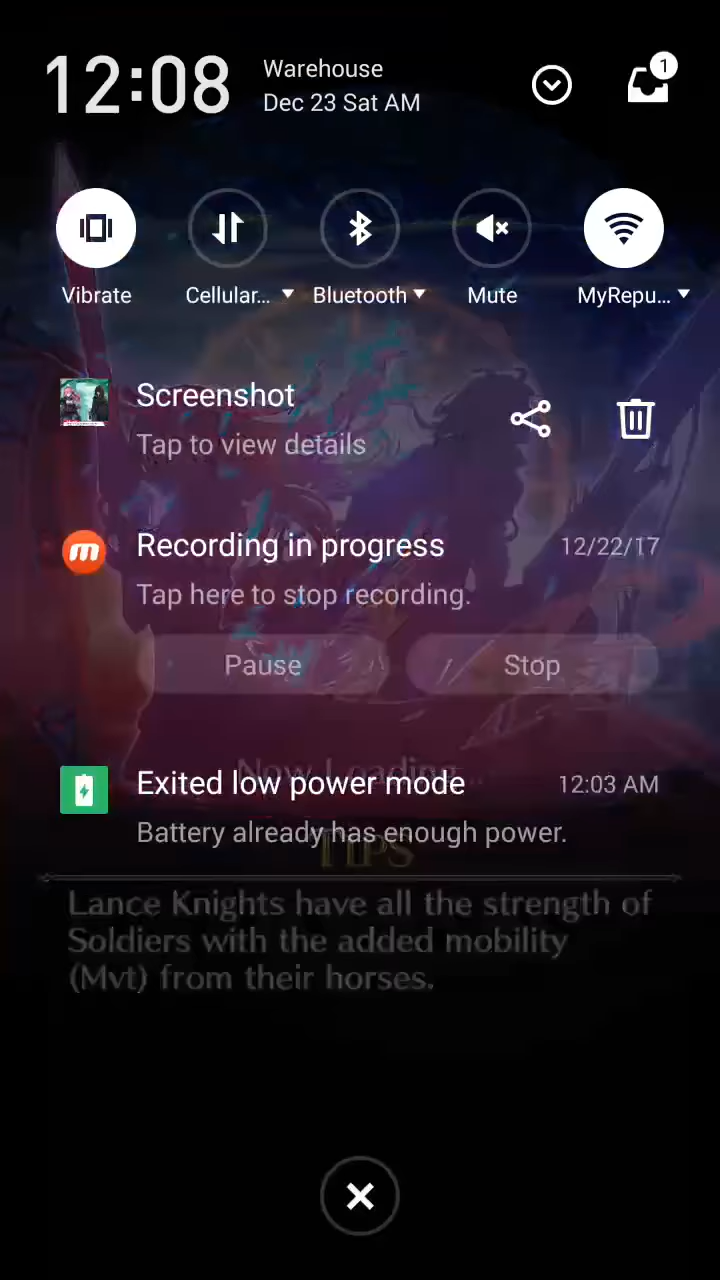 12:08
Warehouse
Dec 23 Sat AM
1
Vibrate
Cellular...
Bluetooth
Mute
MyRepu...
Screenshot
Tap to view details
Recording in progress
12/22/17
Tap here to stop recording.
Pause
Stop
Now Loading...
Exited low power mode
12:03 AM
Battery already has enough power.
TIPS
Lance Knights have all the strength of
Soldiers with the added mobility
(Mvt) from their horses.